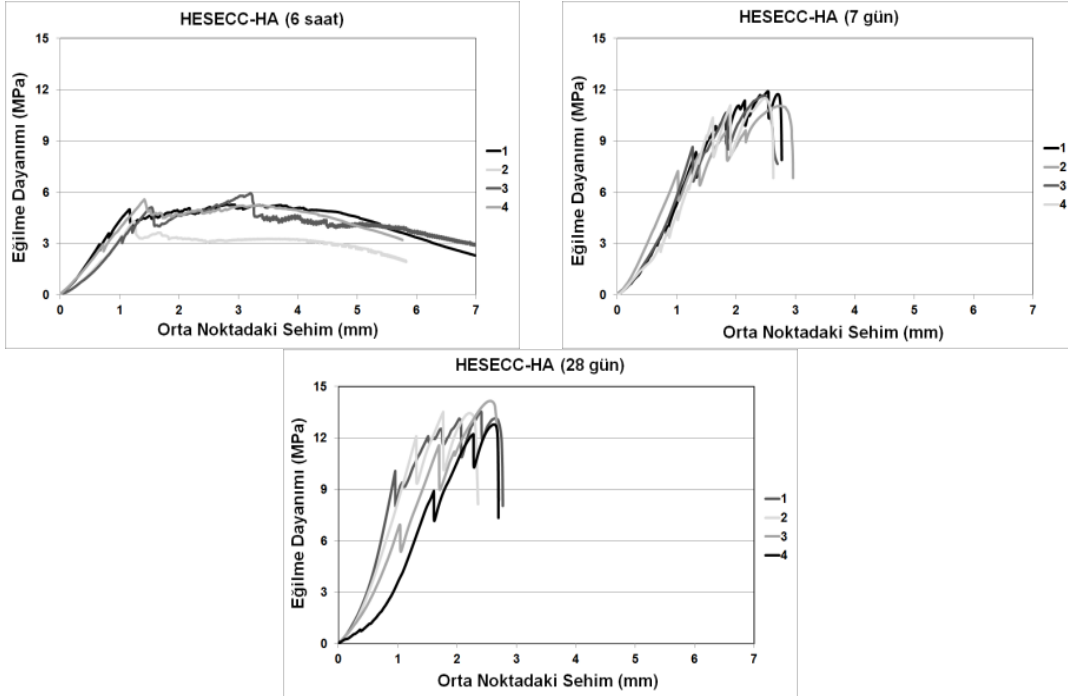 HESECC-HA (6 saat)
Eğilme Dayanımı (MPa)
15
12
9
6
3
0
0 1 2 3 4 5 6 7
Orta Noktadaki Sehim (mm)
1
2
3
4
HESECC-HA (7 gün)
Eğilme Dayanımı (MPa)
15
12
9
6
3
0
0 1 2 3 4 5 6 7
Orta Noktadaki Sehim (mm)
1
2
3
4
HESECC-HA (28 gün)
Eğilme Dayanımı (MPa)
15
12
9
6
3
0
0 1 2 3 4 5 6 7
Orta Noktadaki Sehim (mm)
1
2
3
4